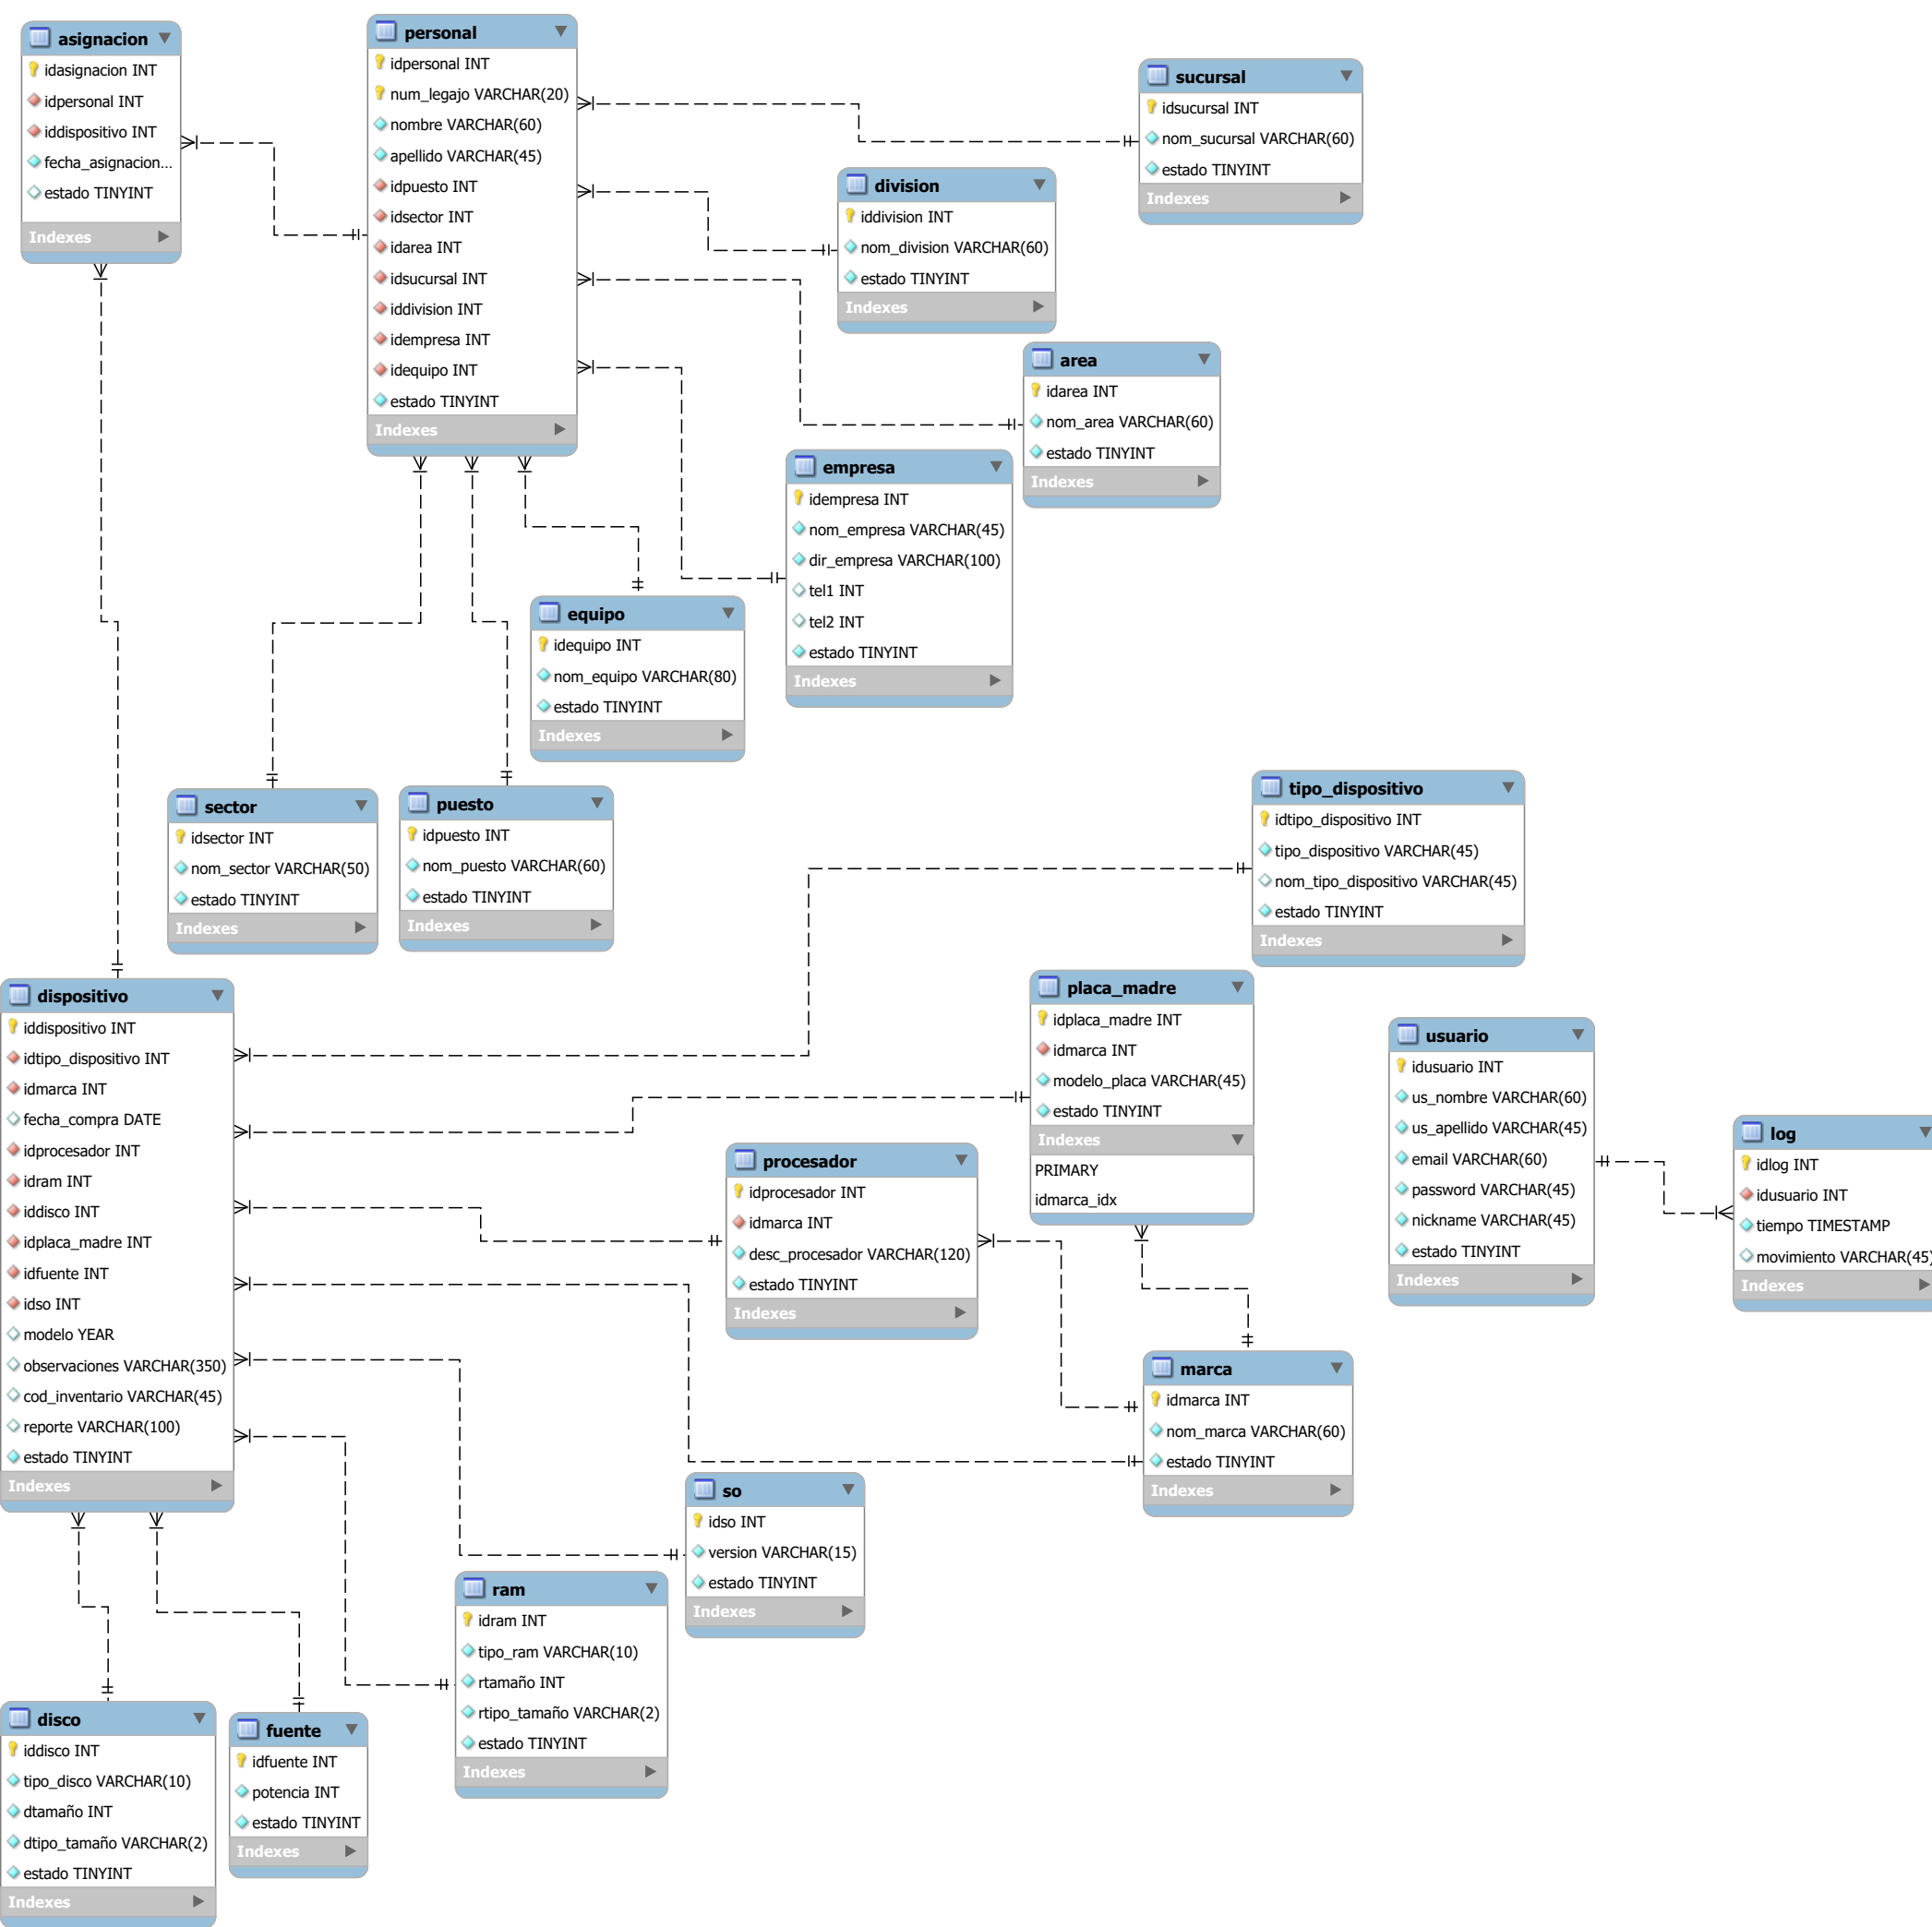 asignacion
idasignacion INT
idpersonal INT
iddispositivo INT
fecha_asignacion...
estado TINYINT
Indexes
personal
idpersonal INT
num_legajo VARCHAR(20)
nombre VARCHAR(60)
apellido VARCHAR(45)
idpuesto INT
idsector INT
idarea INT
idsucursal INT
iddivision INT
idempresa INT
idequipo INT
estado TINYINT
Indexes
sucursal
idsucursal INT
nom_sucursal VARCHAR(60)
estado TINYINT
Indexes
division
iddivision INT
nom_division VARCHAR(60)
estado TINYINT
Indexes
area
idarea INT
nom_area VARCHAR(60)
estado TINYINT
Indexes
empresa
idempresa INT
nom_empresa VARCHAR(45)
dir_empresa VARCHAR(100)
tel1 INT
tel2 INT
estado TINYINT
Indexes
equipo
idequipo INT
nom_equipo VARCHAR(80)
estado TINYINT
Indexes
sector
idsector INT
nom_sector VARCHAR(50)
estado TINYINT
Indexes
puesto
idpuesto INT
nom_puesto VARCHAR(60)
estado TINYINT
Indexes
tipo_dispositivo
idtipo_dispositivo INT
tipo_dispositivo VARCHAR(45)
nom_tipo_dispositivo VARCHAR(45)
estado TINYINT
Indexes
dispositivo
iddispositivo INT
idtipo_dispositivo INT
idmarca INT
fecha_compra DATE
idprocesador INT
idram INT
iddisco INT
idplaca_madre INT
idfuente INT
idso INT
modelo YEAR
observaciones VARCHAR(350)
cod_inventario VARCHAR(45)
reporte VARCHAR(100)
estado TINYINT
Indexes
placa_madre
idplaca_madre INT
idmarca INT
modelo_placa VARCHAR(45)
estado TINYINT
Indexes
PRIMARY
idmarca_idx
usuario
idusuario INT
us_nombre VARCHAR(60)
us_apellido VARCHAR(45)
email VARCHAR(60)
password VARCHAR(45)
nickname VARCHAR(45)
estado TINYINT
Indexes
log
idlog INT
idusuario INT
tiempo TIMESTAMP
movimiento VARCHAR(45)
Indexes
procesador
idprocesador INT
idmarca INT
desc_procesador VARCHAR(120)
estado TINYINT
Indexes
marca
idmarca INT
nom_marca VARCHAR(60)
estado TINYINT
Indexes
so
idso INT
version VARCHAR(15)
estado TINYINT
Indexes
ram
idram INT
tipo_ram VARCHAR(10)
rtamaño INT
rtipo_tamaño VARCHAR(2)
estado TINYINT
Indexes
disco
iddisco INT
tipo_disco VARCHAR(10)
dtamaño INT
dtipo_tamaño VARCHAR(2)
estado TINYINT
Indexes
fuente
idfuente INT
potencia INT
estado TINYINT
Indexes